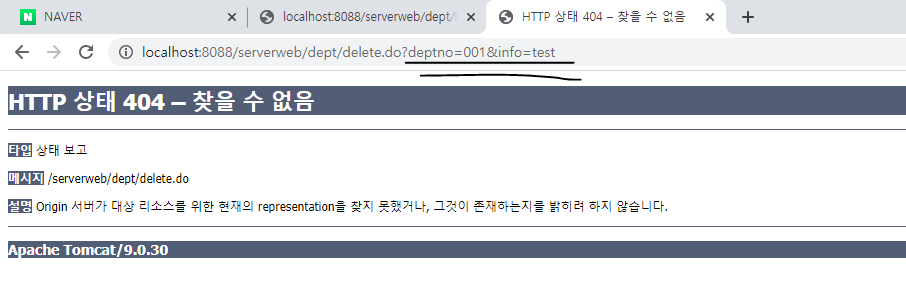 NAVER
localhost:8088/serverweb/dept/
HTTP 상태 404 – 찾을 수 없음
localhost:8088/serverweb/dept/delete.do?deptno=001&info=test
HTTP 상태 404 – 찾을 수 없음
타입 상태 보고
메시지 /serverweb/dept/delete.do
설명 Origin 서버가 대상 리소스를 위한 현재의 representation을 찾지 못했거나, 그것이 존재하는지를 밝히려 하지 않습니다.
Apache Tomcat/9.0.30